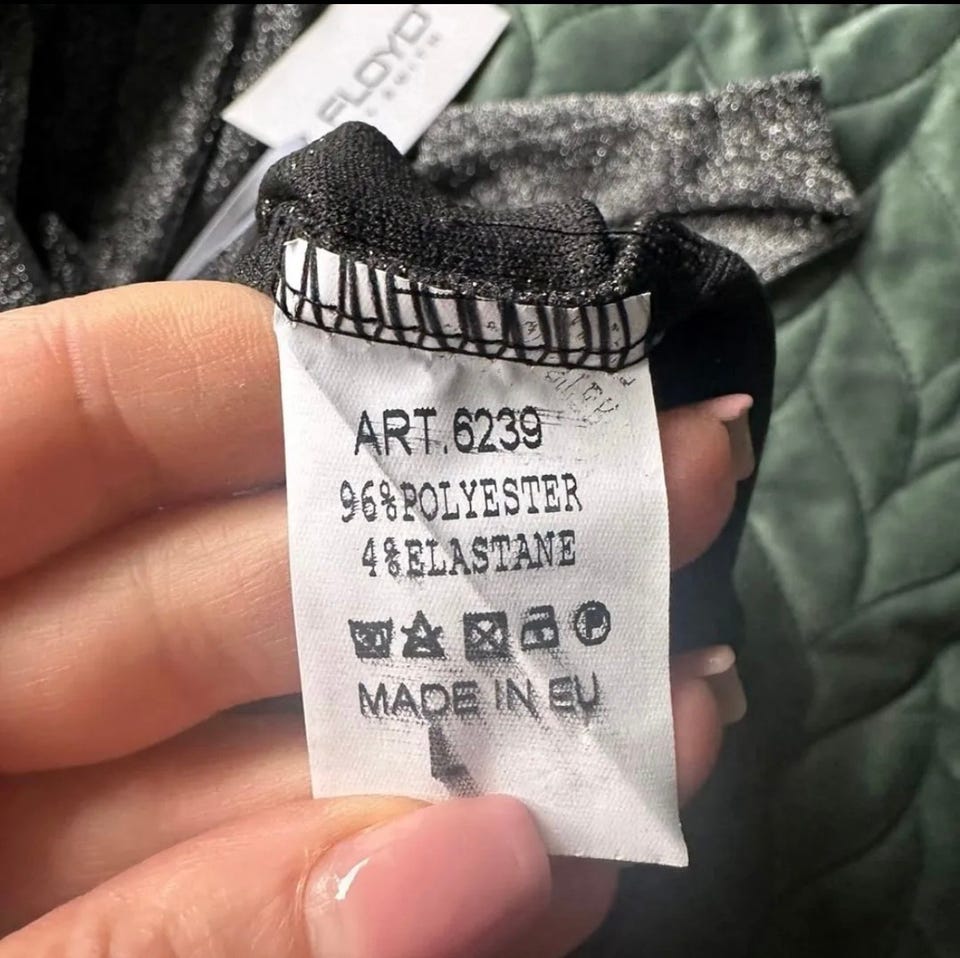 FLOYD
ART.6239
96%POLYESTER
4%ELASTANE
P
MADE IN EU
L